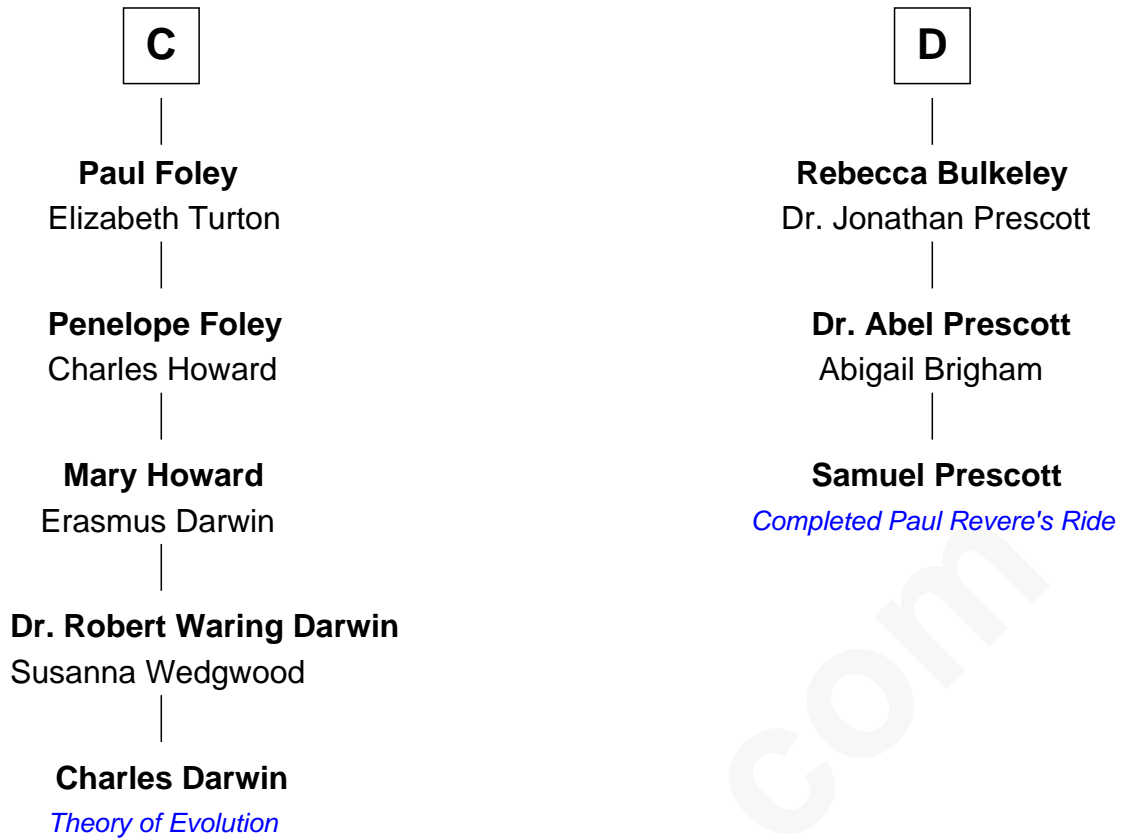 C
Paul Foley
Elizabeth Turton
Penelope Foley
Charles Howard
Mary Howard
Erasmus Darwin
Dr. Robert Waring Darwin
Susanna Wedgwood
Charles Darwin
Theory of Evolution
D
Rebecca Bulkeley
Dr. Jonathan Prescott
Dr. Abel Prescott
Abigail Brigham
Samuel Prescott
Completed Paul Revere's Ride
com